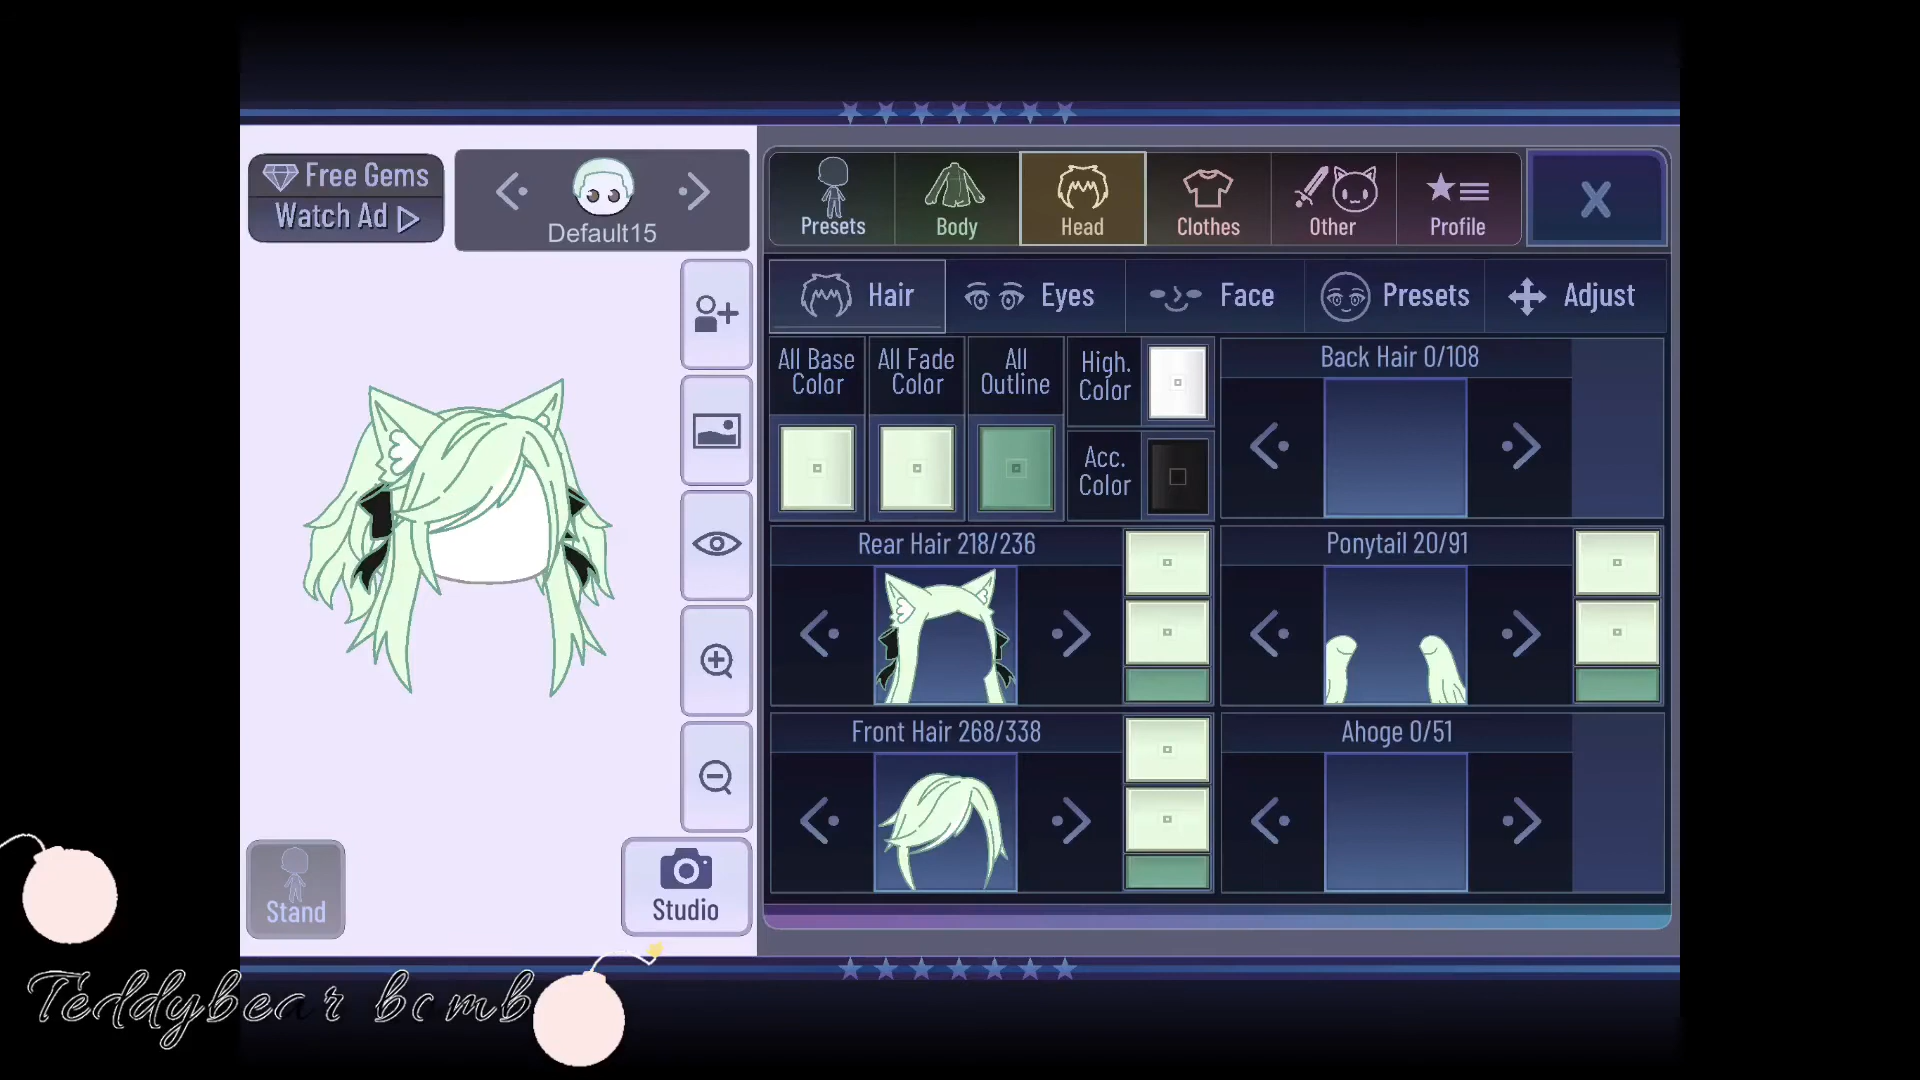 Free Gems
Watch Ad
Default15
Presets
Body
Head
Clothes
Other
Profile
X
Hair
Eyes
Face
Presets
Adjust
All Base
Color
All Fade
Color
All
Outline
High.
Color
Acc.
Color
Back Hair 0/108
Rear Hair 218/236
Ponytail 20/91
Front Hair 268/338
Ahoge 0/51
Stand
Studio
Teddybear bomb